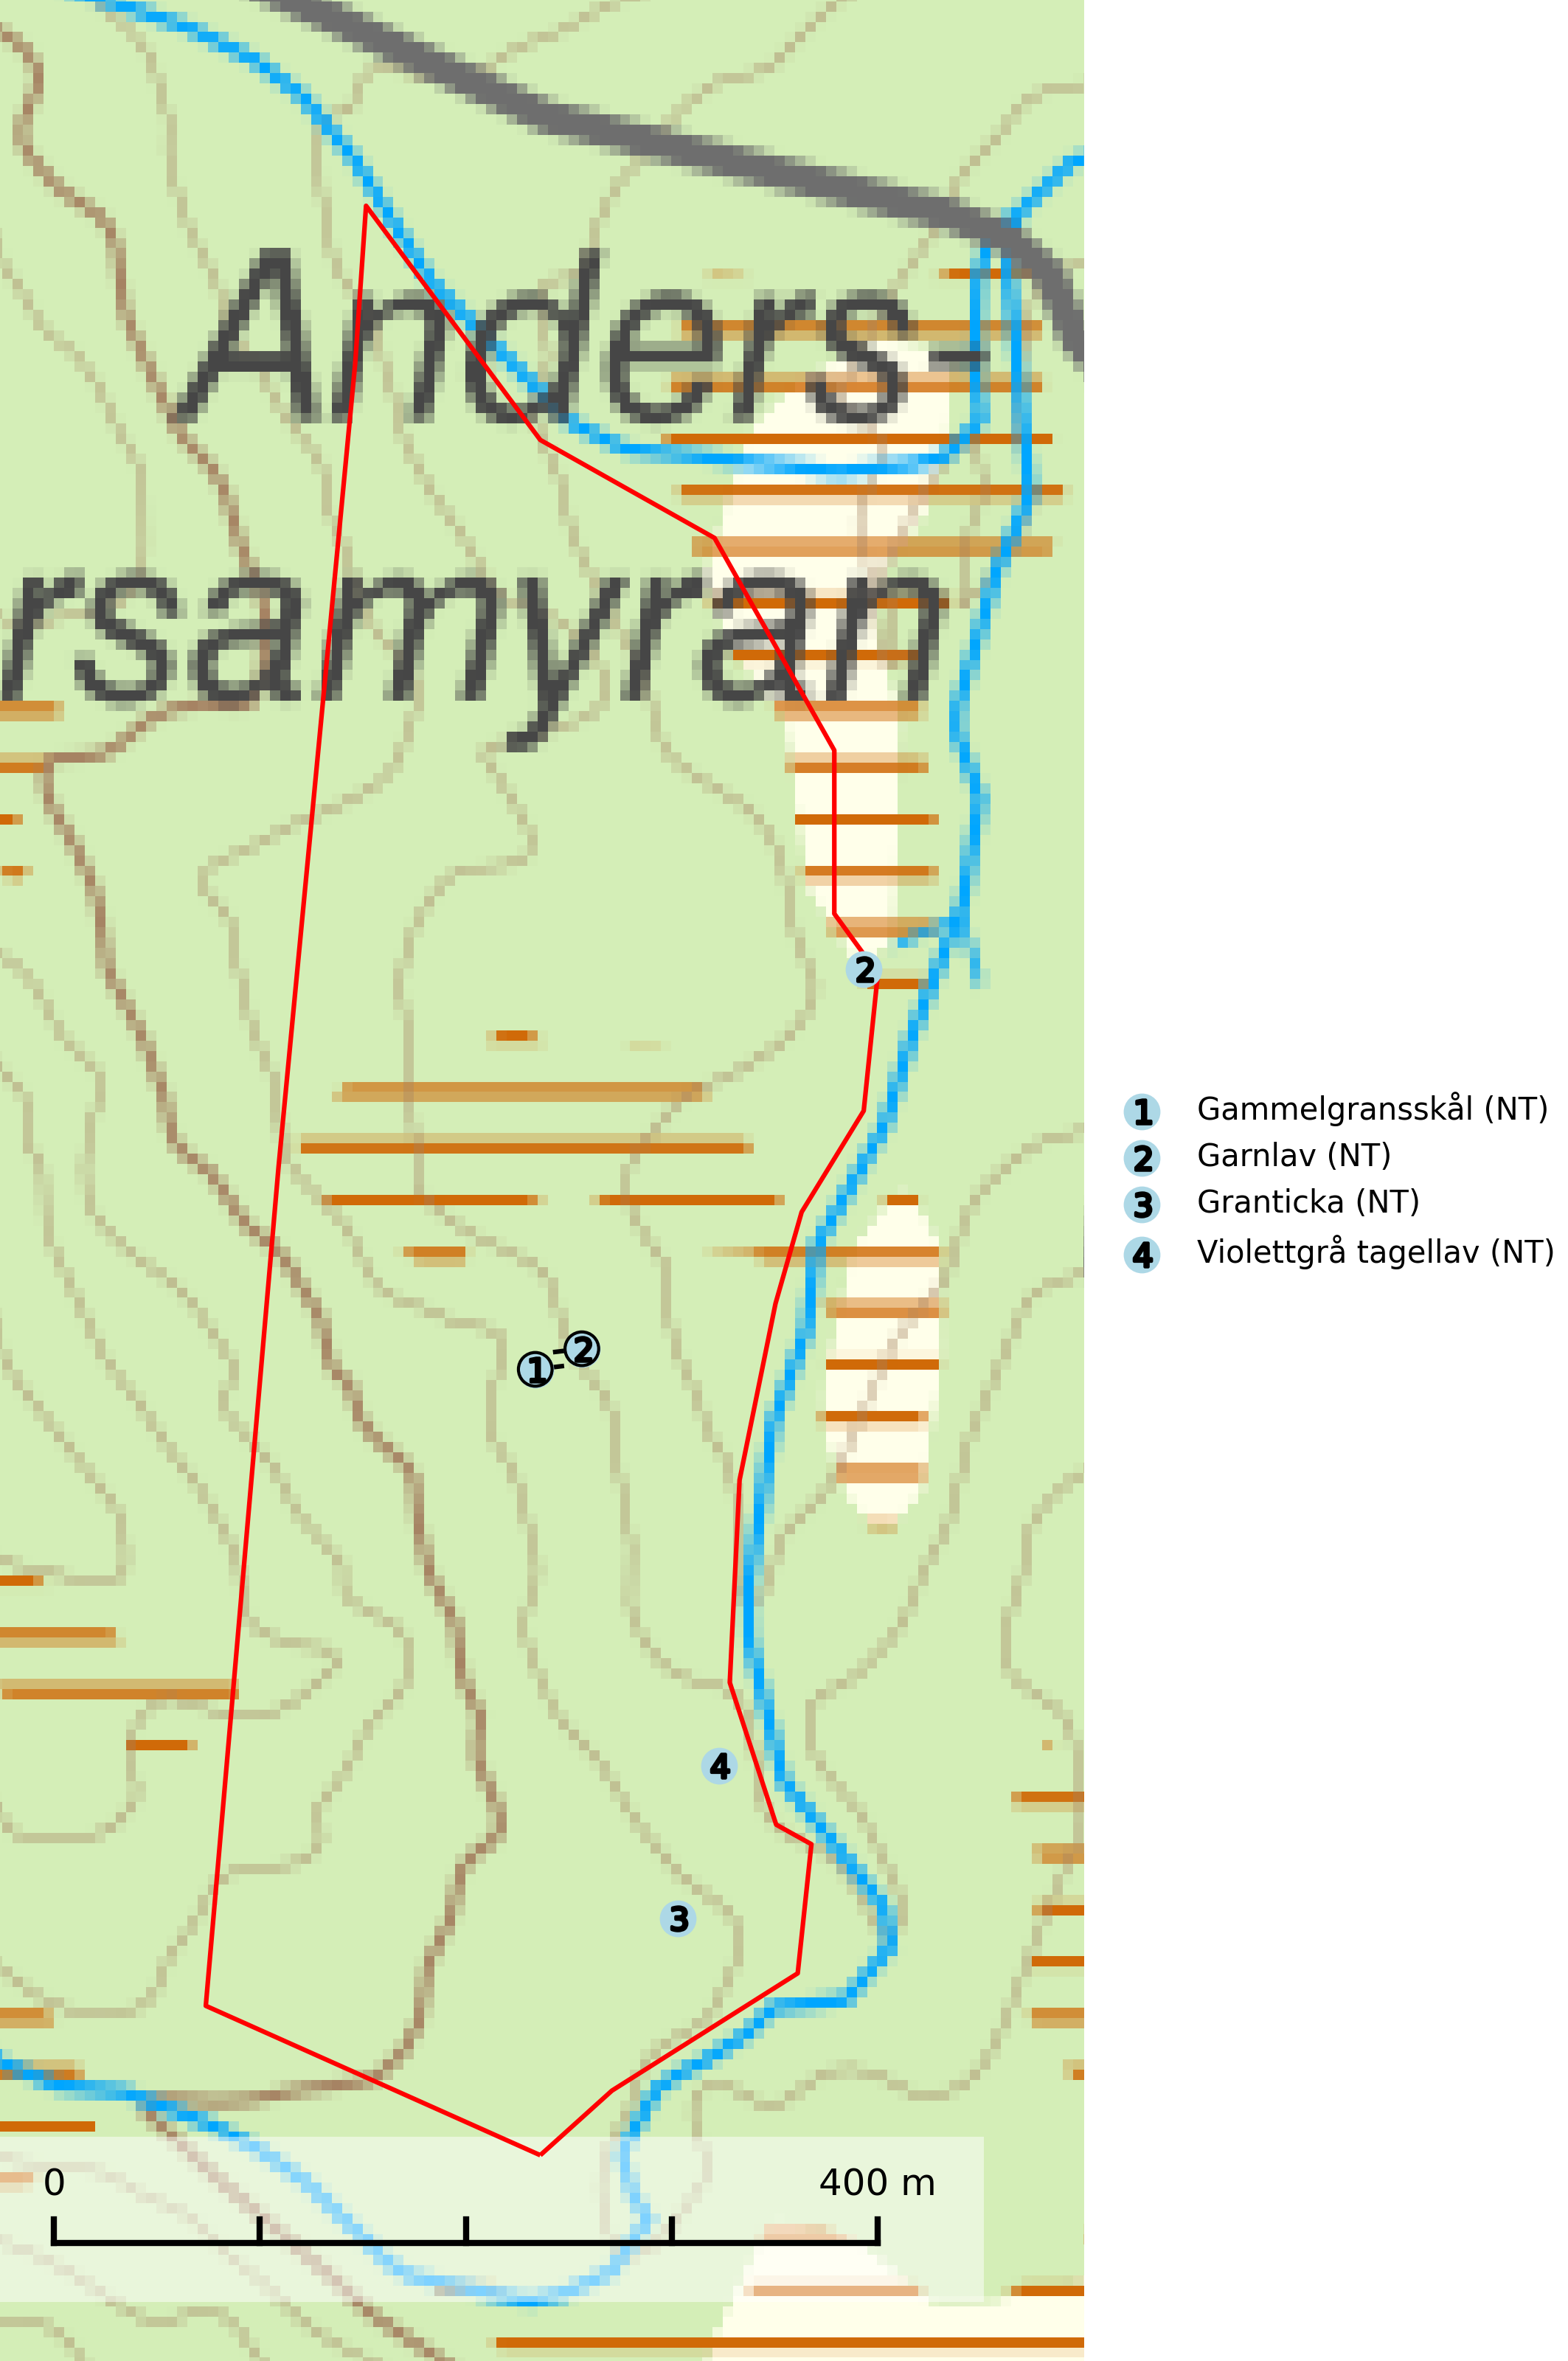 Anders-
rsamyran
2
1 2
4
3
1 Gammelgransskål (NT)
2 Garnlav (NT)
3 Granticka (NT)
4 Violettgrå tagellav (NT)
0 400 m